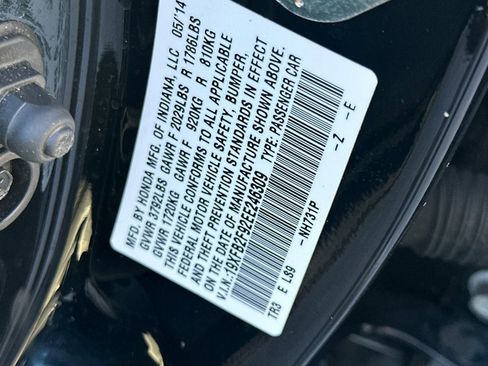 MFD. BY HONDA MFG. OF INDIANA, LLC. 05/'14
GVWR 3792LBS GAWR F 2029LBS R 1786LBS
GVWR 1720KG GAWR F 920KG R 810KG
THIS VEHICLE CONFORMS TO ALL APPLICABLE
FEDERAL MOTOR VEHICLE SAFETY, BUMPER,
AND THEFT PREVENTION STANDARDS IN EFFECT
ON THE DATE OF MANUFACTURE SHOWN ABOVE.
V.I.N.:19XFB2F92EE246309 TYPE: PASSENGER CAR
TR3 E LS9 - NH731P - Z - E